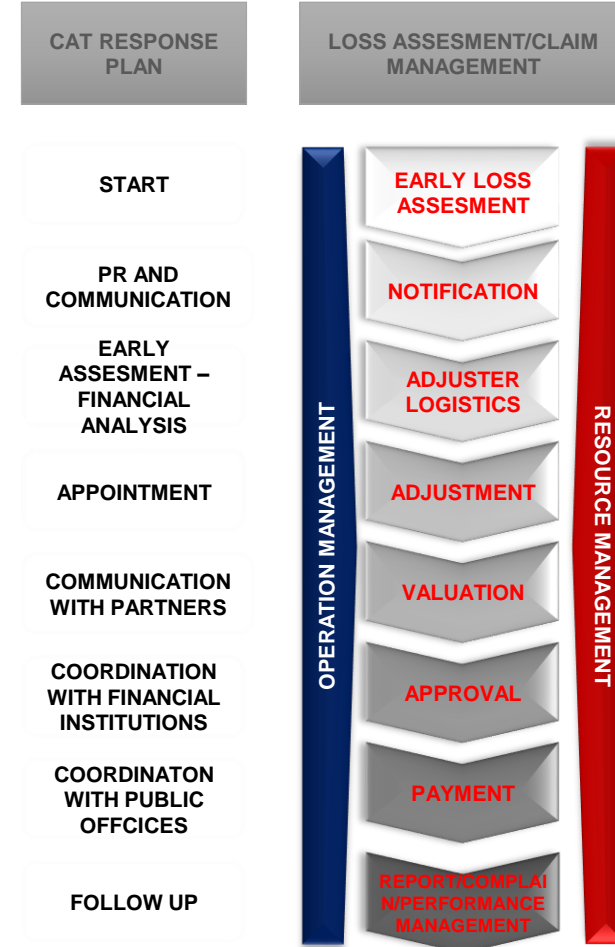 CAT RESPONSE
PLAN
LOSS ASSESMENT/CLAIM
MANAGEMENT
START
PR AND
COMMUNICATION
EARLY
ASSESMENT –
FINANCIAL
ANALYSIS
APPOINTMENT
COMMUNICATION
WITH PARTNERS
COORDINATION
WITH FINANCIAL
INSTITUTIONS
COORDINATON
WITH PUBLIC
OFFCICES
FOLLOW UP
OPERATION MANAGEMENT
EARLY LOSS
ASSESMENT
NOTIFICATION
ADJUSTER
LOGISTICS
ADJUSTMENT
VALUATION
APPROVAL
PAYMENT
REPORT/COMPLAI
N/PERFORMANCE
MANAGEMENT
RESOURCE MANAGEMENT